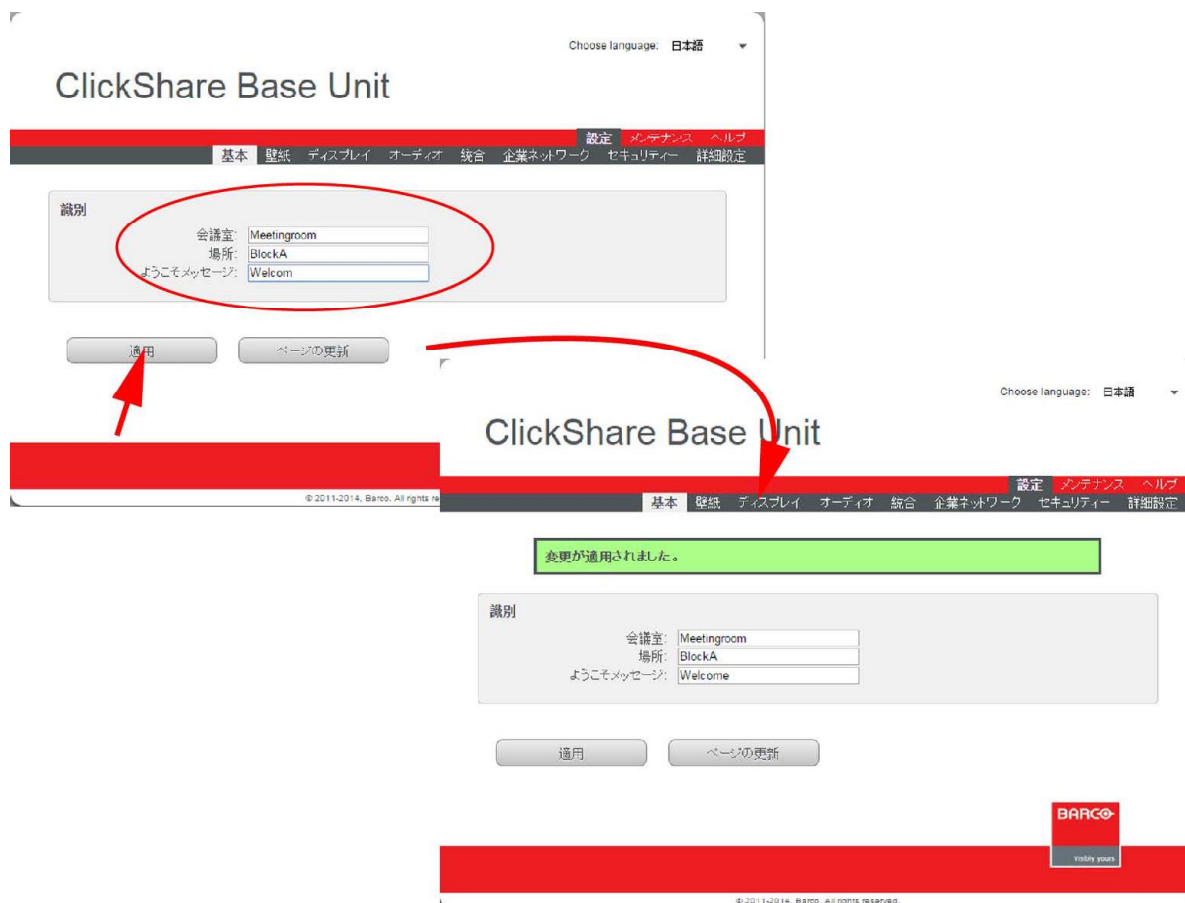 Choose language: 日本語
ClickShare Base Unit
設定 メンテナンス ヘルプ
基本 壁紙 ディスプレイ オーディオ 統合 企業ネットワーク セキュリティー 詳細設定
識別
会議室: Meetingroom
場所: BlockA
ようこそメッセージ: Welcom
適用 ページの更新
© 2011-2014, Barco. All rights re
Choose language: 日本語
ClickShare Base Unit
設定 メンテナンス ヘルプ
基本 壁紙 ディスプレイ オーディオ 統合 企業ネットワーク セキュリティー 詳細設定
変更が適用されました。
識別
会議室: Meetingroom
場所: BlockA
ようこそメッセージ: Welcome
適用 ページの更新
BARCO
Visibly yours
© 2011-2014, Barco. All rights reserved.